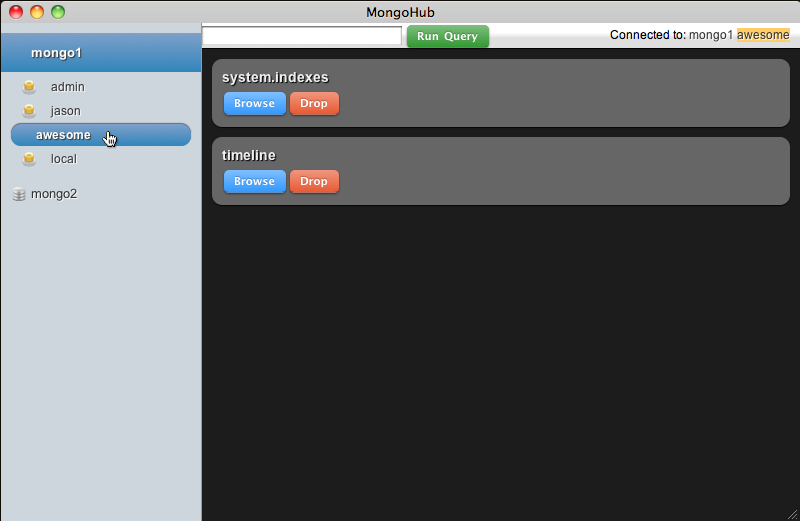 MongoHub
mongo1
admin
jason
awesome
local
mongo2
Run Query
Connected to: mongo1 awesome
system.indexes
Browse Drop
timeline
Browse Drop